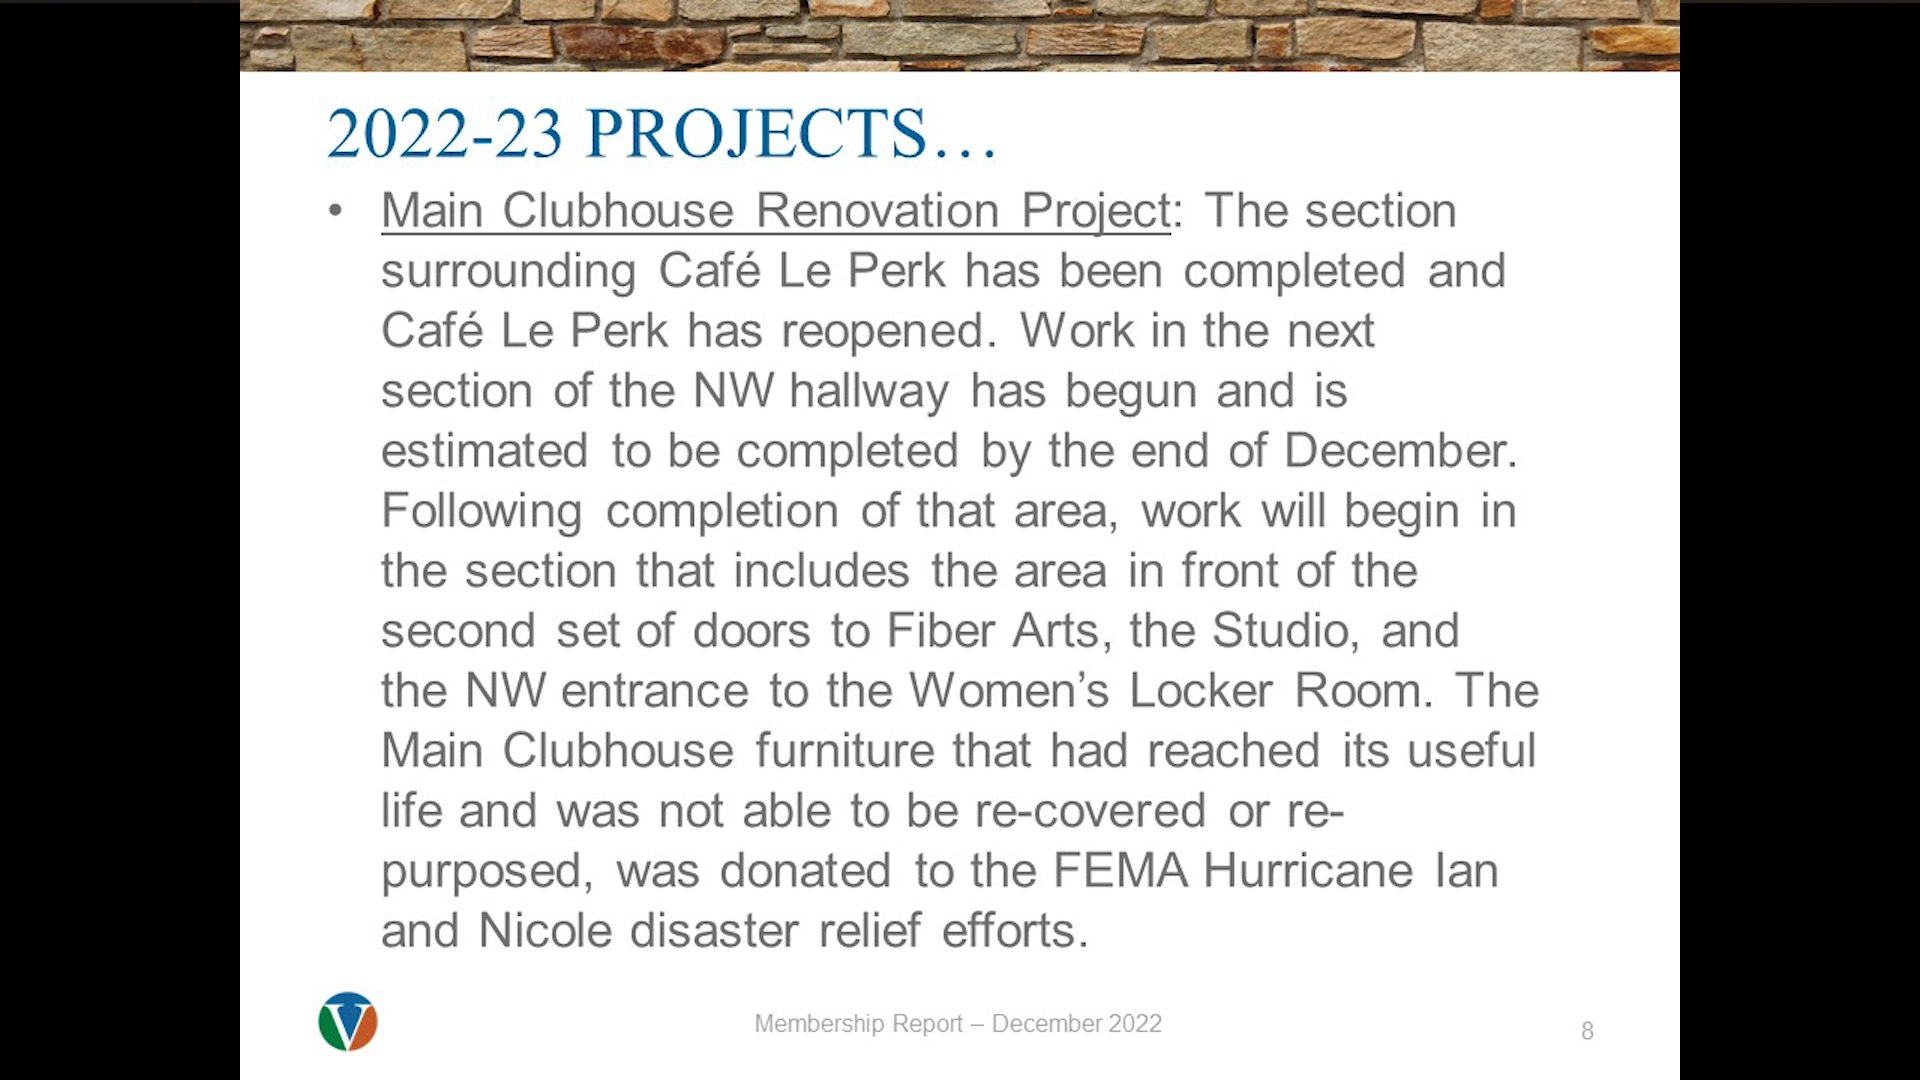 2022-23 PROJECTS…
• Main Clubhouse Renovation Project: The section
surrounding Café Le Perk has been completed and
Café Le Perk has reopened. Work in the next
section of the NW hallway has begun and is
estimated to be completed by the end of December.
Following completion of that area, work will begin in
the section that includes the area in front of the
second set of doors to Fiber Arts, the Studio, and
the NW entrance to the Women’s Locker Room. The
Main Clubhouse furniture that had reached its useful
life and was not able to be re-covered or re-
purposed, was donated to the FEMA Hurricane Ian
and Nicole disaster relief efforts.
V
Membership Report – December 2022
8